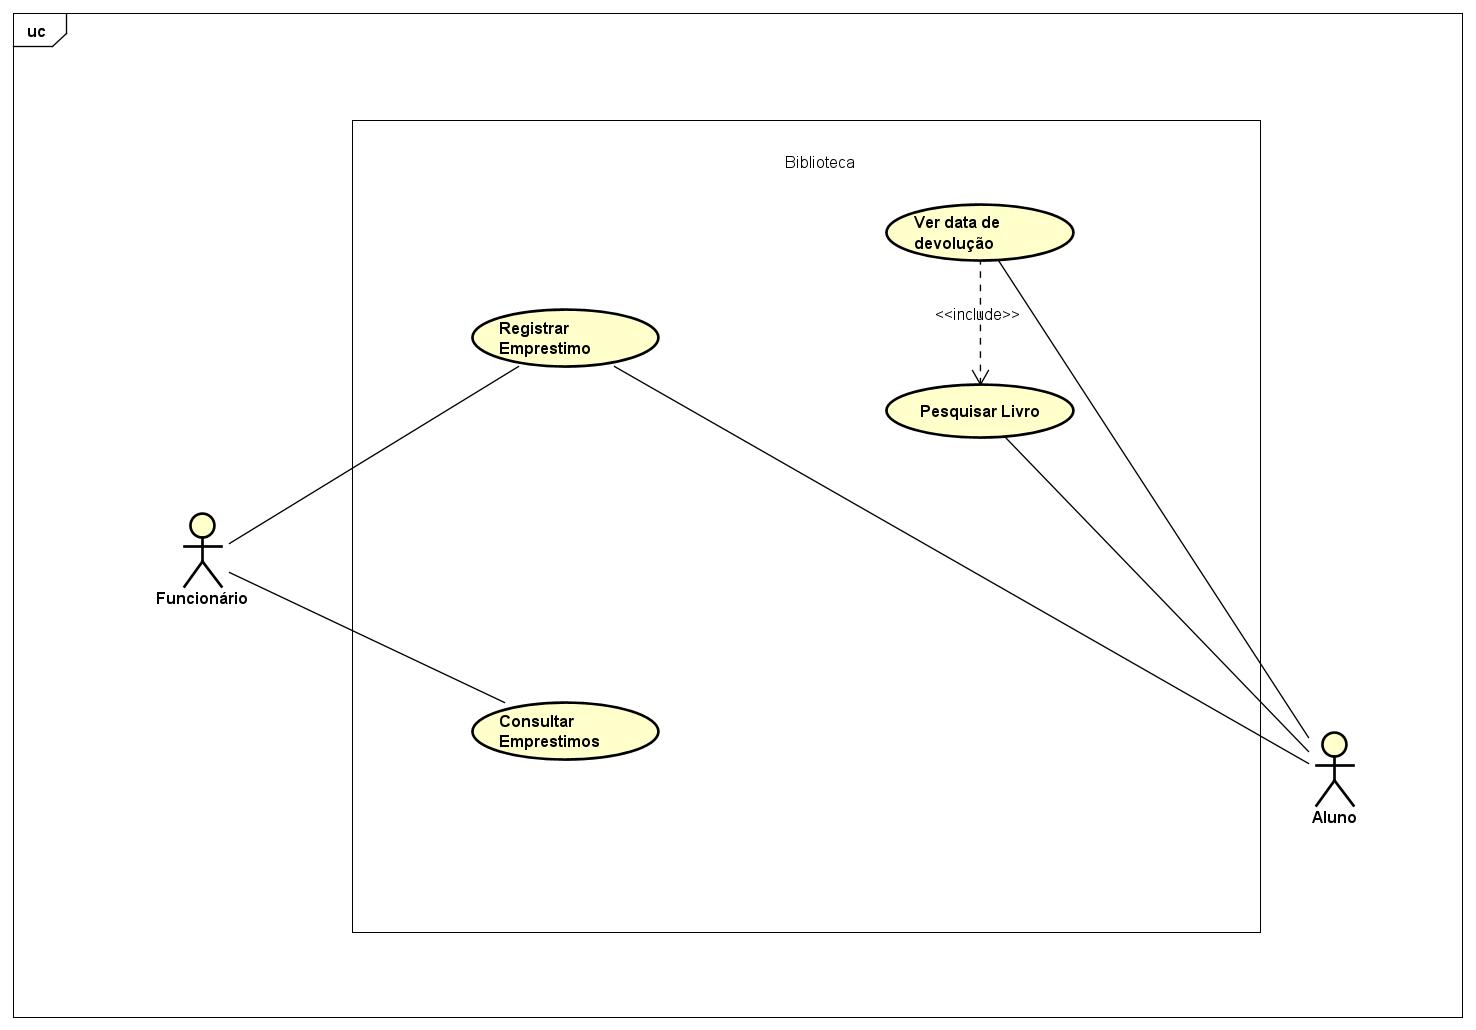 uc
Biblioteca
Ver data de
devolução
<<include>>
Registrar
Emprestimo
Pesquisar Livro
Funcionário
Consultar
Emprestimos
Aluno